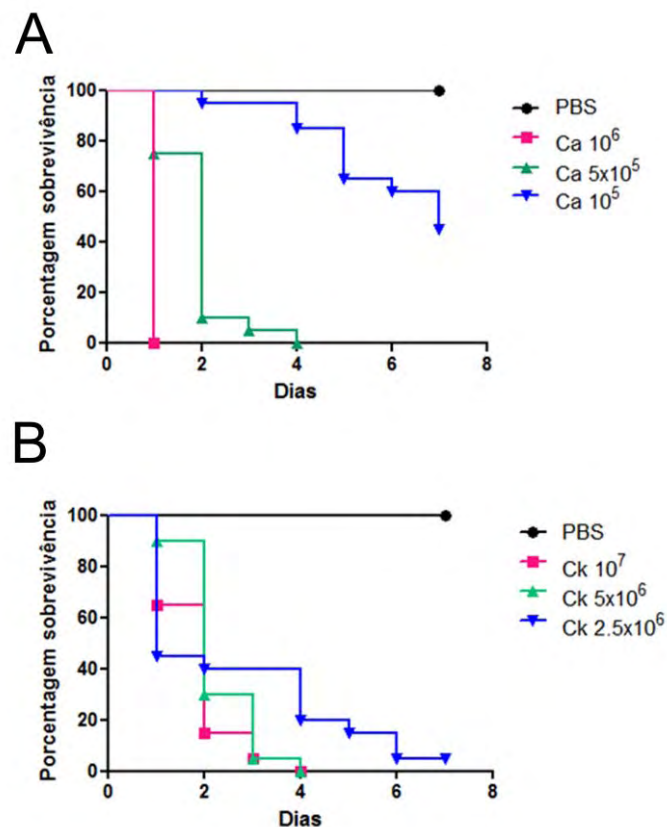 A
Porcentagem sobrevivência
100
80
60
40
20
0
0 2 4 6 8
Dias
PBS
Ca 10⁶
Ca 5x10⁵
Ca 10⁵
B
Porcentagem sobrevivência
100
80
60
40
20
0
0 2 4 6 8
Dias
PBS
Ck 10⁷
Ck 5x10⁶
Ck 2.5x10⁶